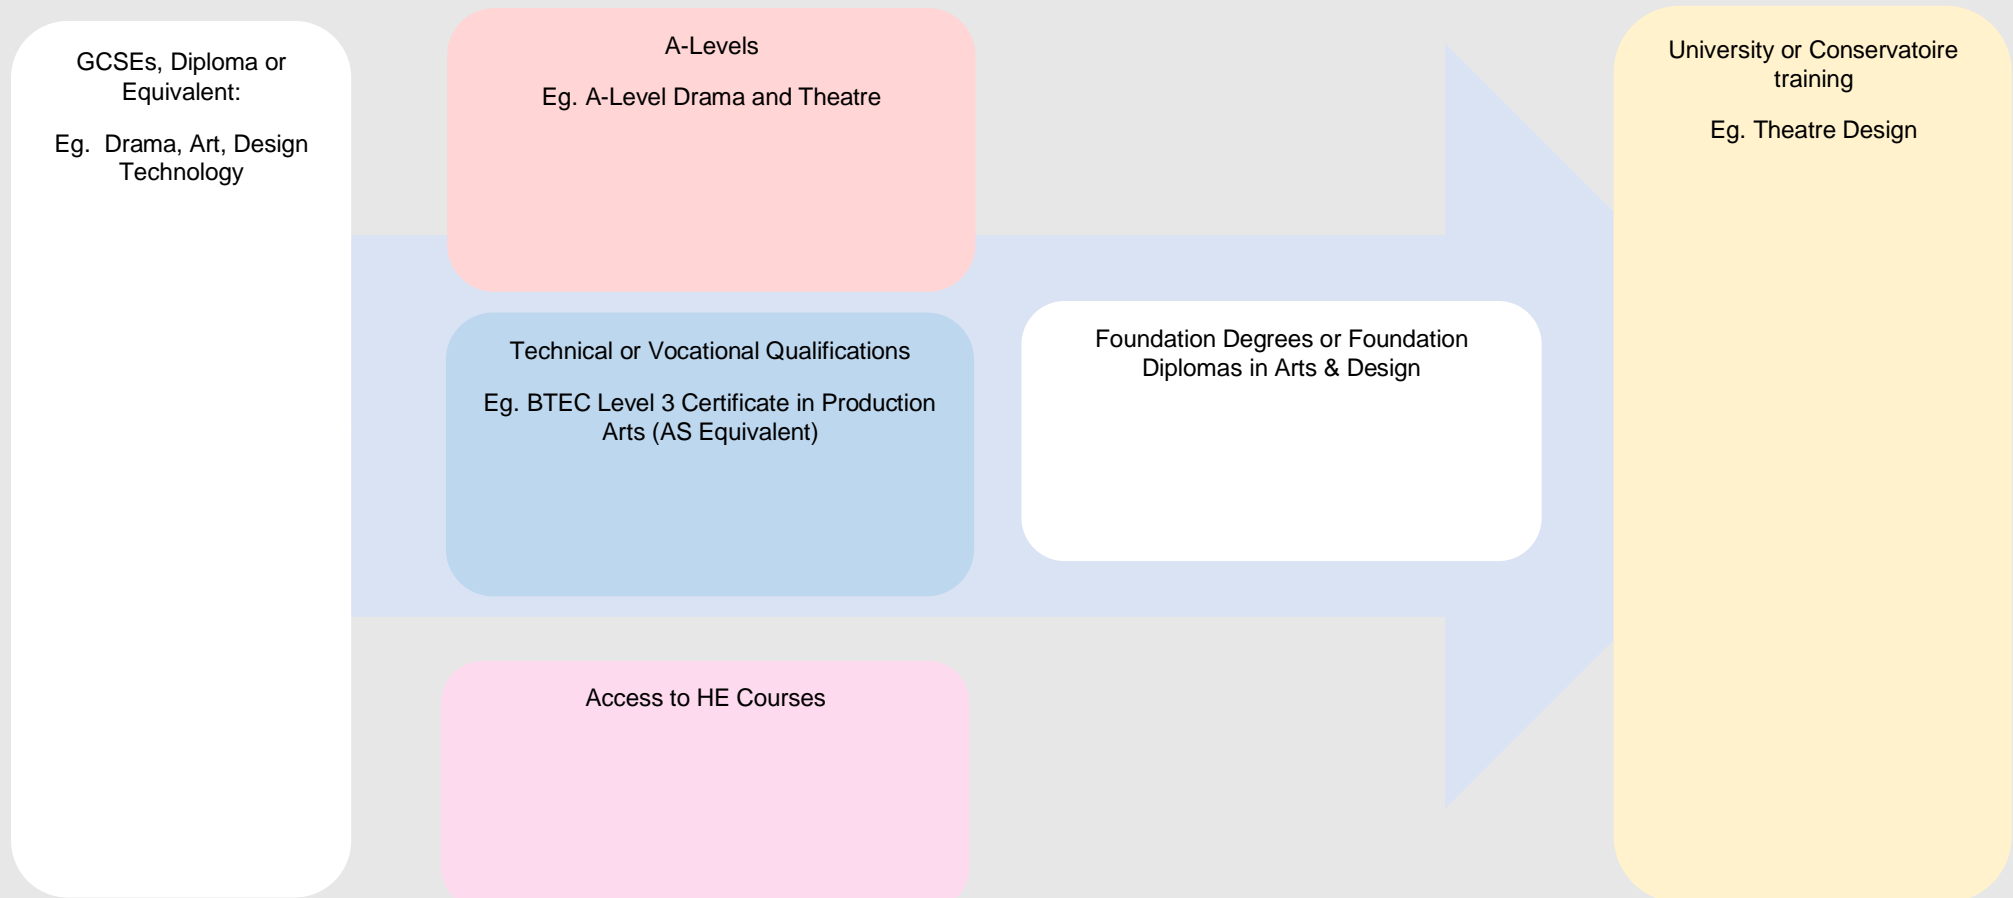 GCSEs, Diploma or
Equivalent:
Eg.  Drama, Art, Design
Technology
A-Levels
Eg. A-Level Drama and Theatre
Technical or Vocational Qualifications
Eg. BTEC Level 3 Certificate in Production
Arts (AS Equivalent)
Access to HE Courses
Foundation Degrees or Foundation
Diplomas in Arts & Design
University or Conservatoire
training
Eg. Theatre Design